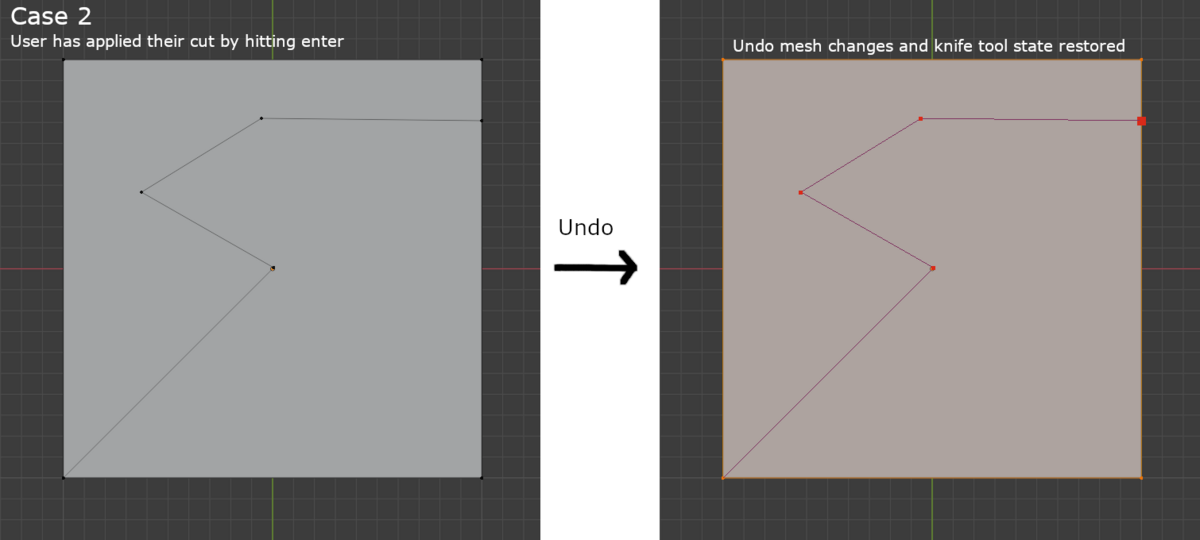 Case 2
User has applied their cut by hitting enter
Undo
Undo mesh changes and knife tool state restored